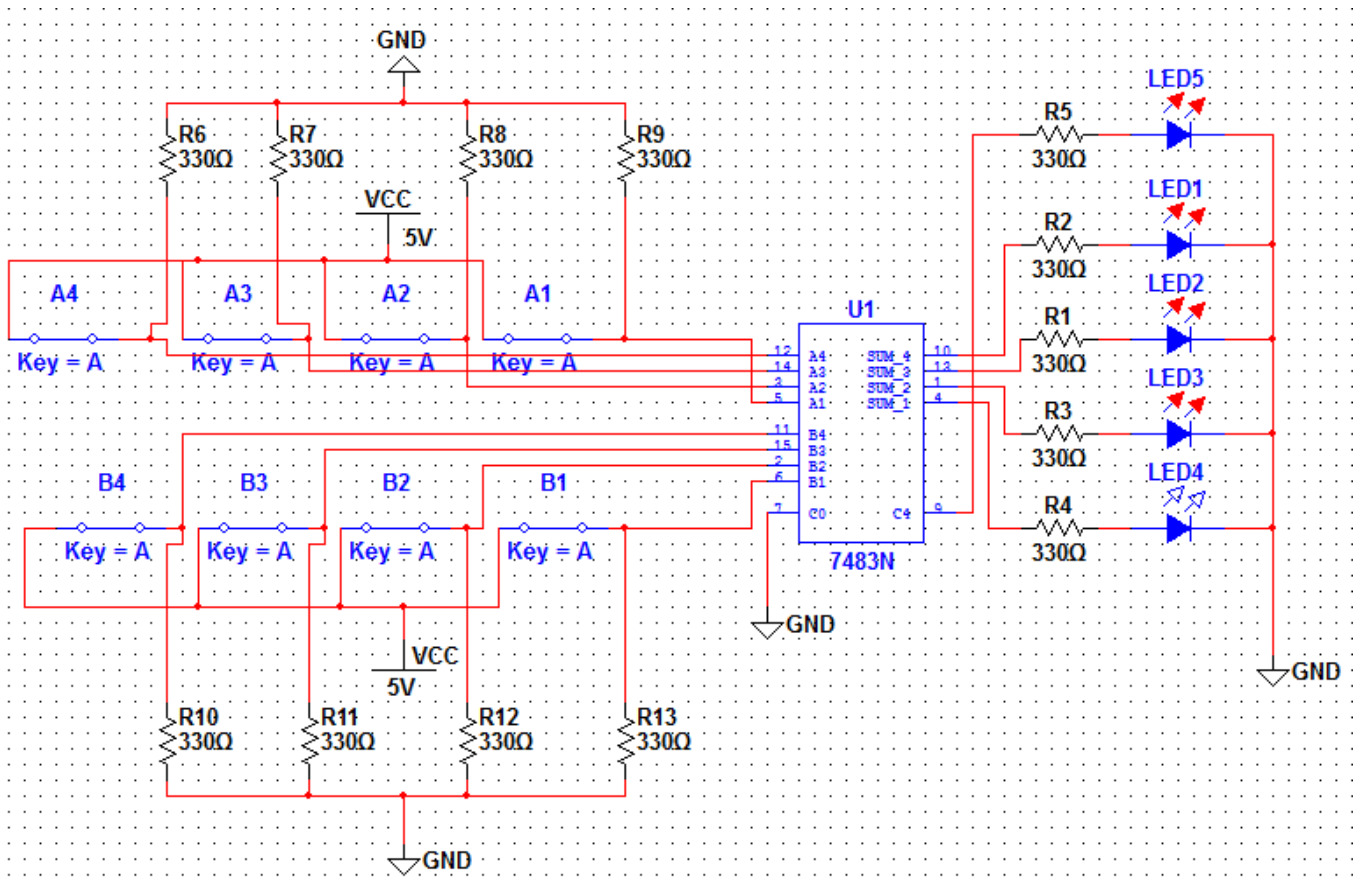 GND
LED5
R6
330Ω
R7
330Ω
R8
330Ω
R9
330Ω
R5
330Ω
VCC
5V
LED1
R2
330Ω
A4
A3
A2
A1
Key = A
Key = A
Key = A
Key = A
LED2
R1
330Ω
U1
12 A4 SUM_4 10
14 A3 SUM_3 13
3 A2 SUM_2 1
5 A1 SUM_1 4
11 B4
15 B3
2 B2
6 B1
7 C0 C4 9
7483N
LED3
R3
330Ω
LED4
R4
330Ω
B4
B3
B2
B1
Key = A
Key = A
Key = A
Key = A
GND
GND
VCC
5V
R10
330Ω
R11
330Ω
R12
330Ω
R13
330Ω
GND